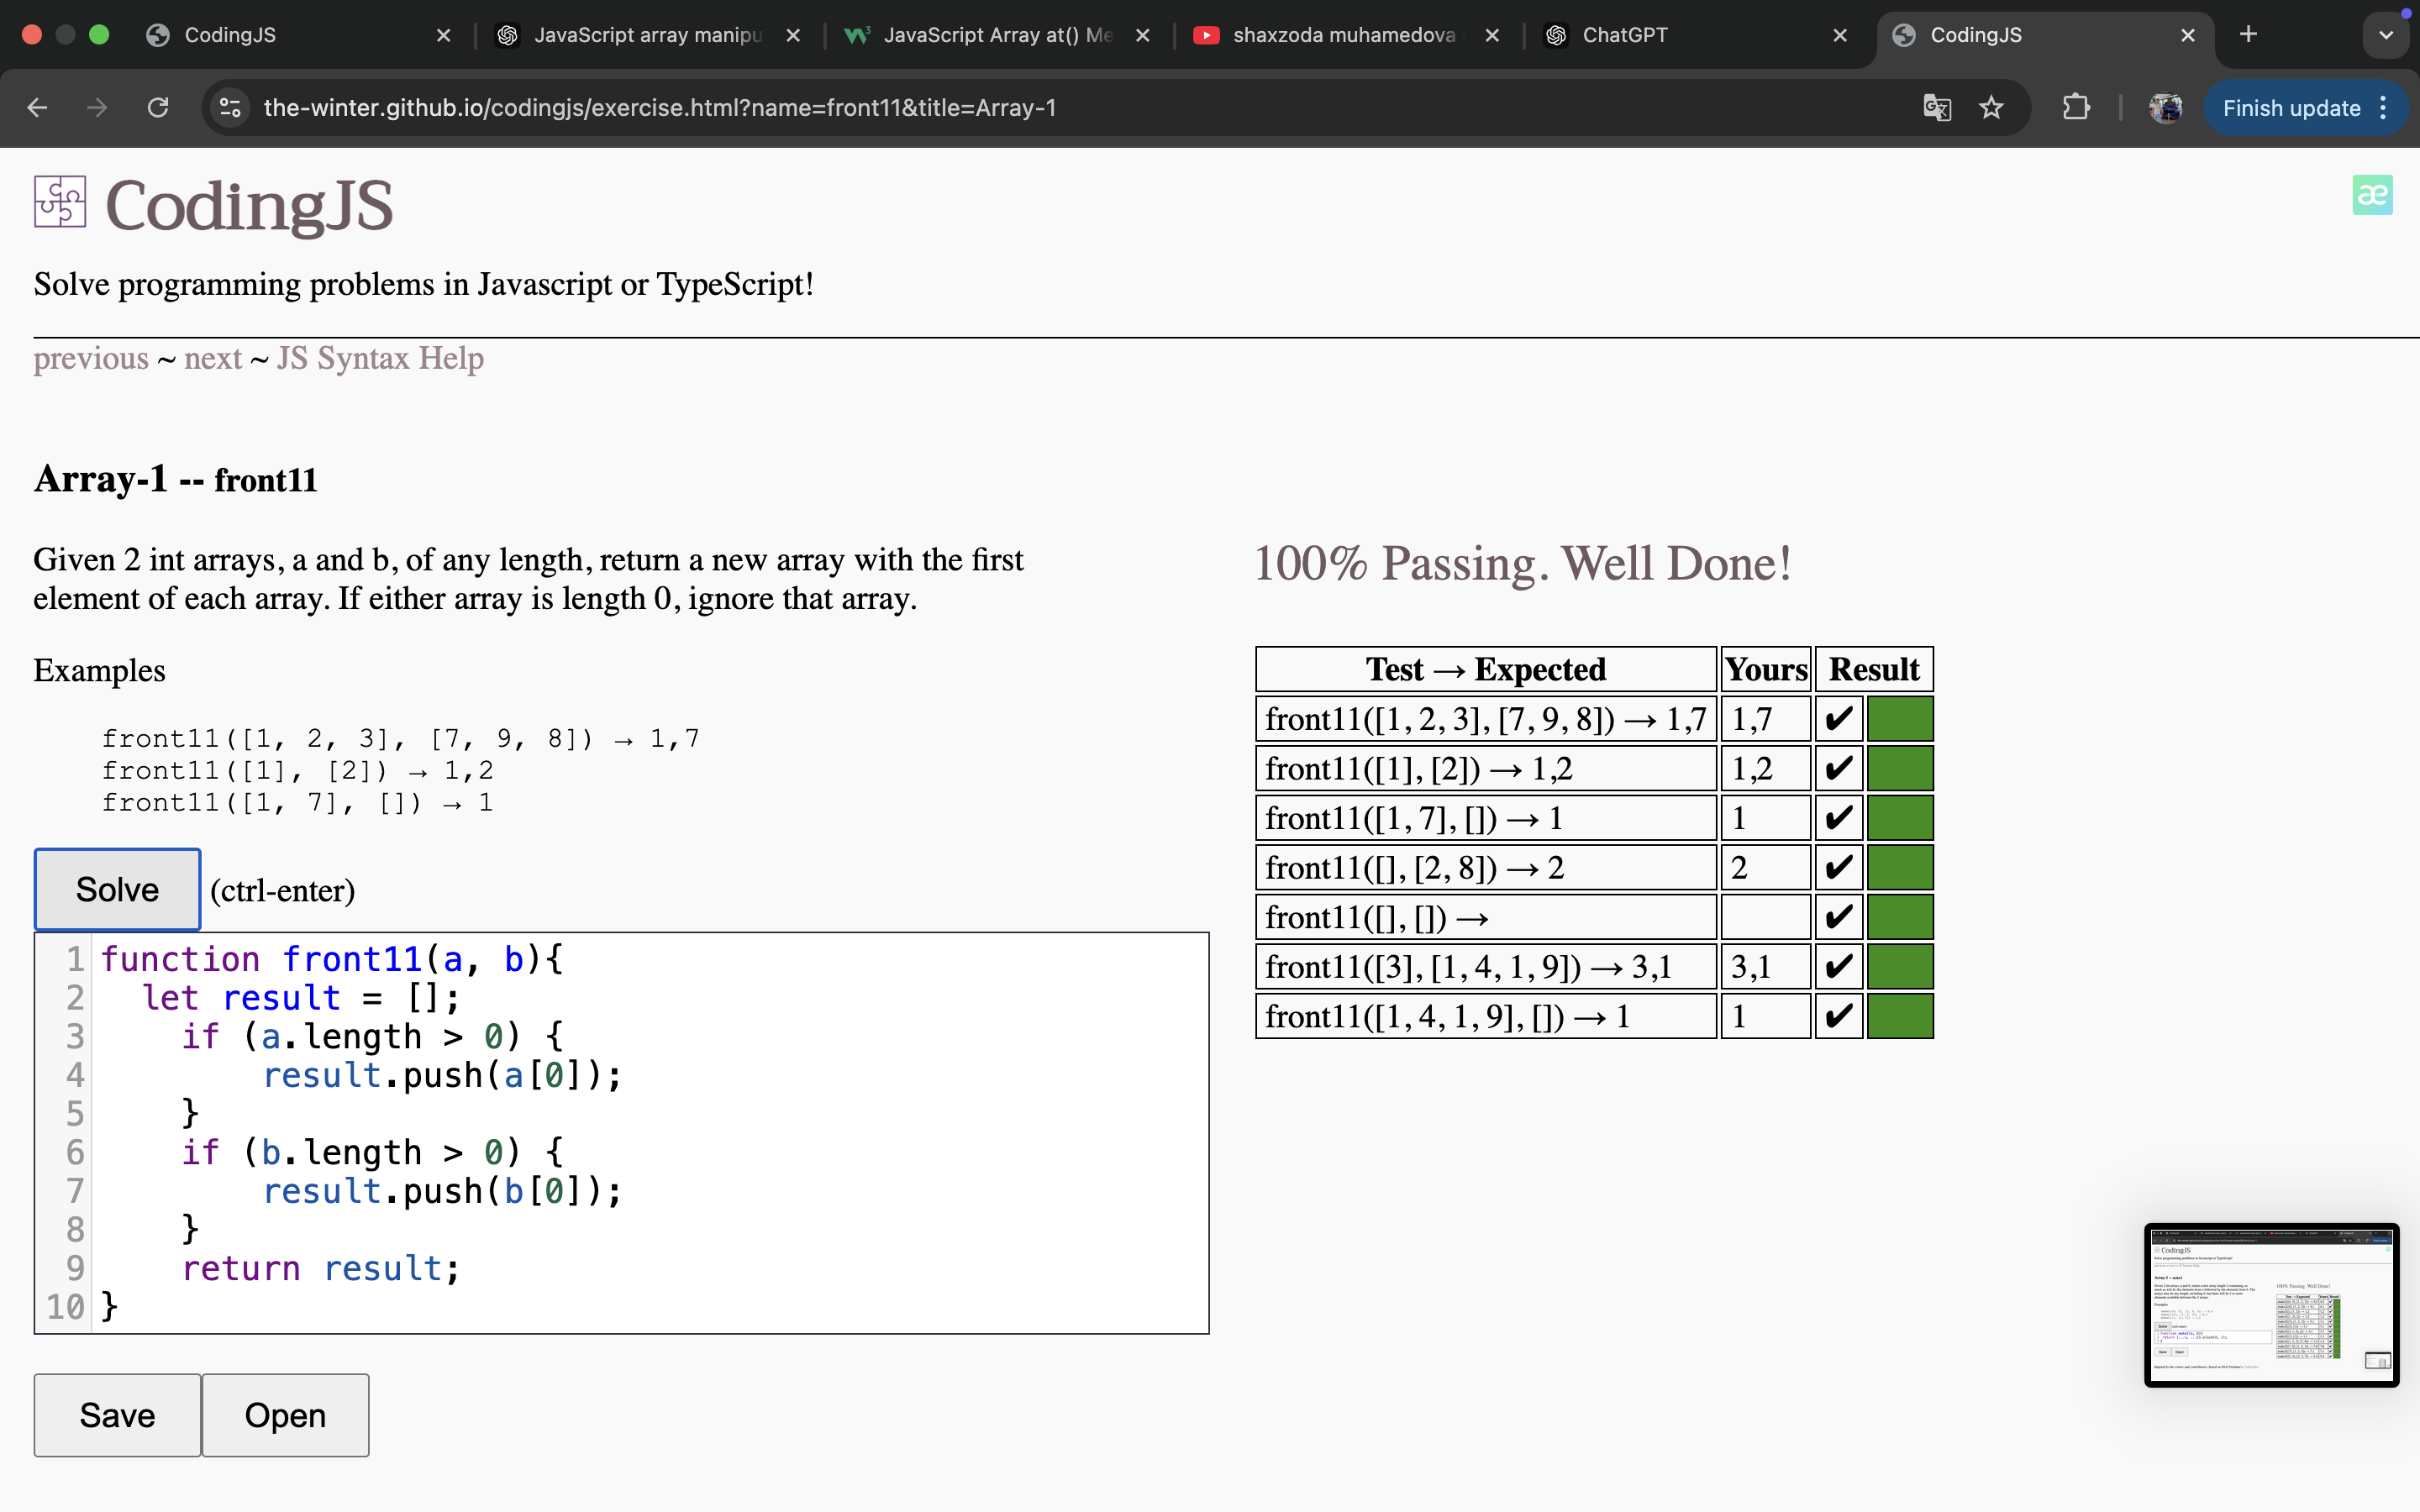 CodingJS
JavaScript array manipu
JavaScript Array at() Me
shaxzoda muhamedova
ChatGPT
CodingJS
the-winter.github.io/codingjs/exercise.html?name=front11&title=Array-1
Finish update
CodingJS
æ
Solve programming problems in Javascript or TypeScript!
previous ~ next ~ JS Syntax Help
Array-1 -- front11
Given 2 int arrays, a and b, of any length, return a new array with the first
element of each array. If either array is length 0, ignore that array.
Examples
front11([1, 2, 3], [7, 9, 8]) → 1,7
front11([1], [2]) → 1,2
front11([1, 7], []) → 1
Solve (ctrl-enter)
1 function front11(a, b){
2 let result = [];
3 if (a.length > 0) {
4 result.push(a[0]);
5 }
6 if (b.length > 0) {
7 result.push(b[0]);
8 }
9 return result;
10 }
Save Open
100% Passing. Well Done!
Test → Expected Yours Result
front11([1, 2, 3], [7, 9, 8]) → 1,7 1,7 ✔
front11([1], [2]) → 1,2 1,2 ✔
front11([1, 7], []) → 1 1 ✔
front11([], [2, 8]) → 2 2 ✔
front11([], []) → ✔
front11([3], [1, 4, 1, 9]) → 3,1 3,1 ✔
front11([1, 4, 1, 9], []) → 1 1 ✔
CodingJS
100% Passing. Well Done!